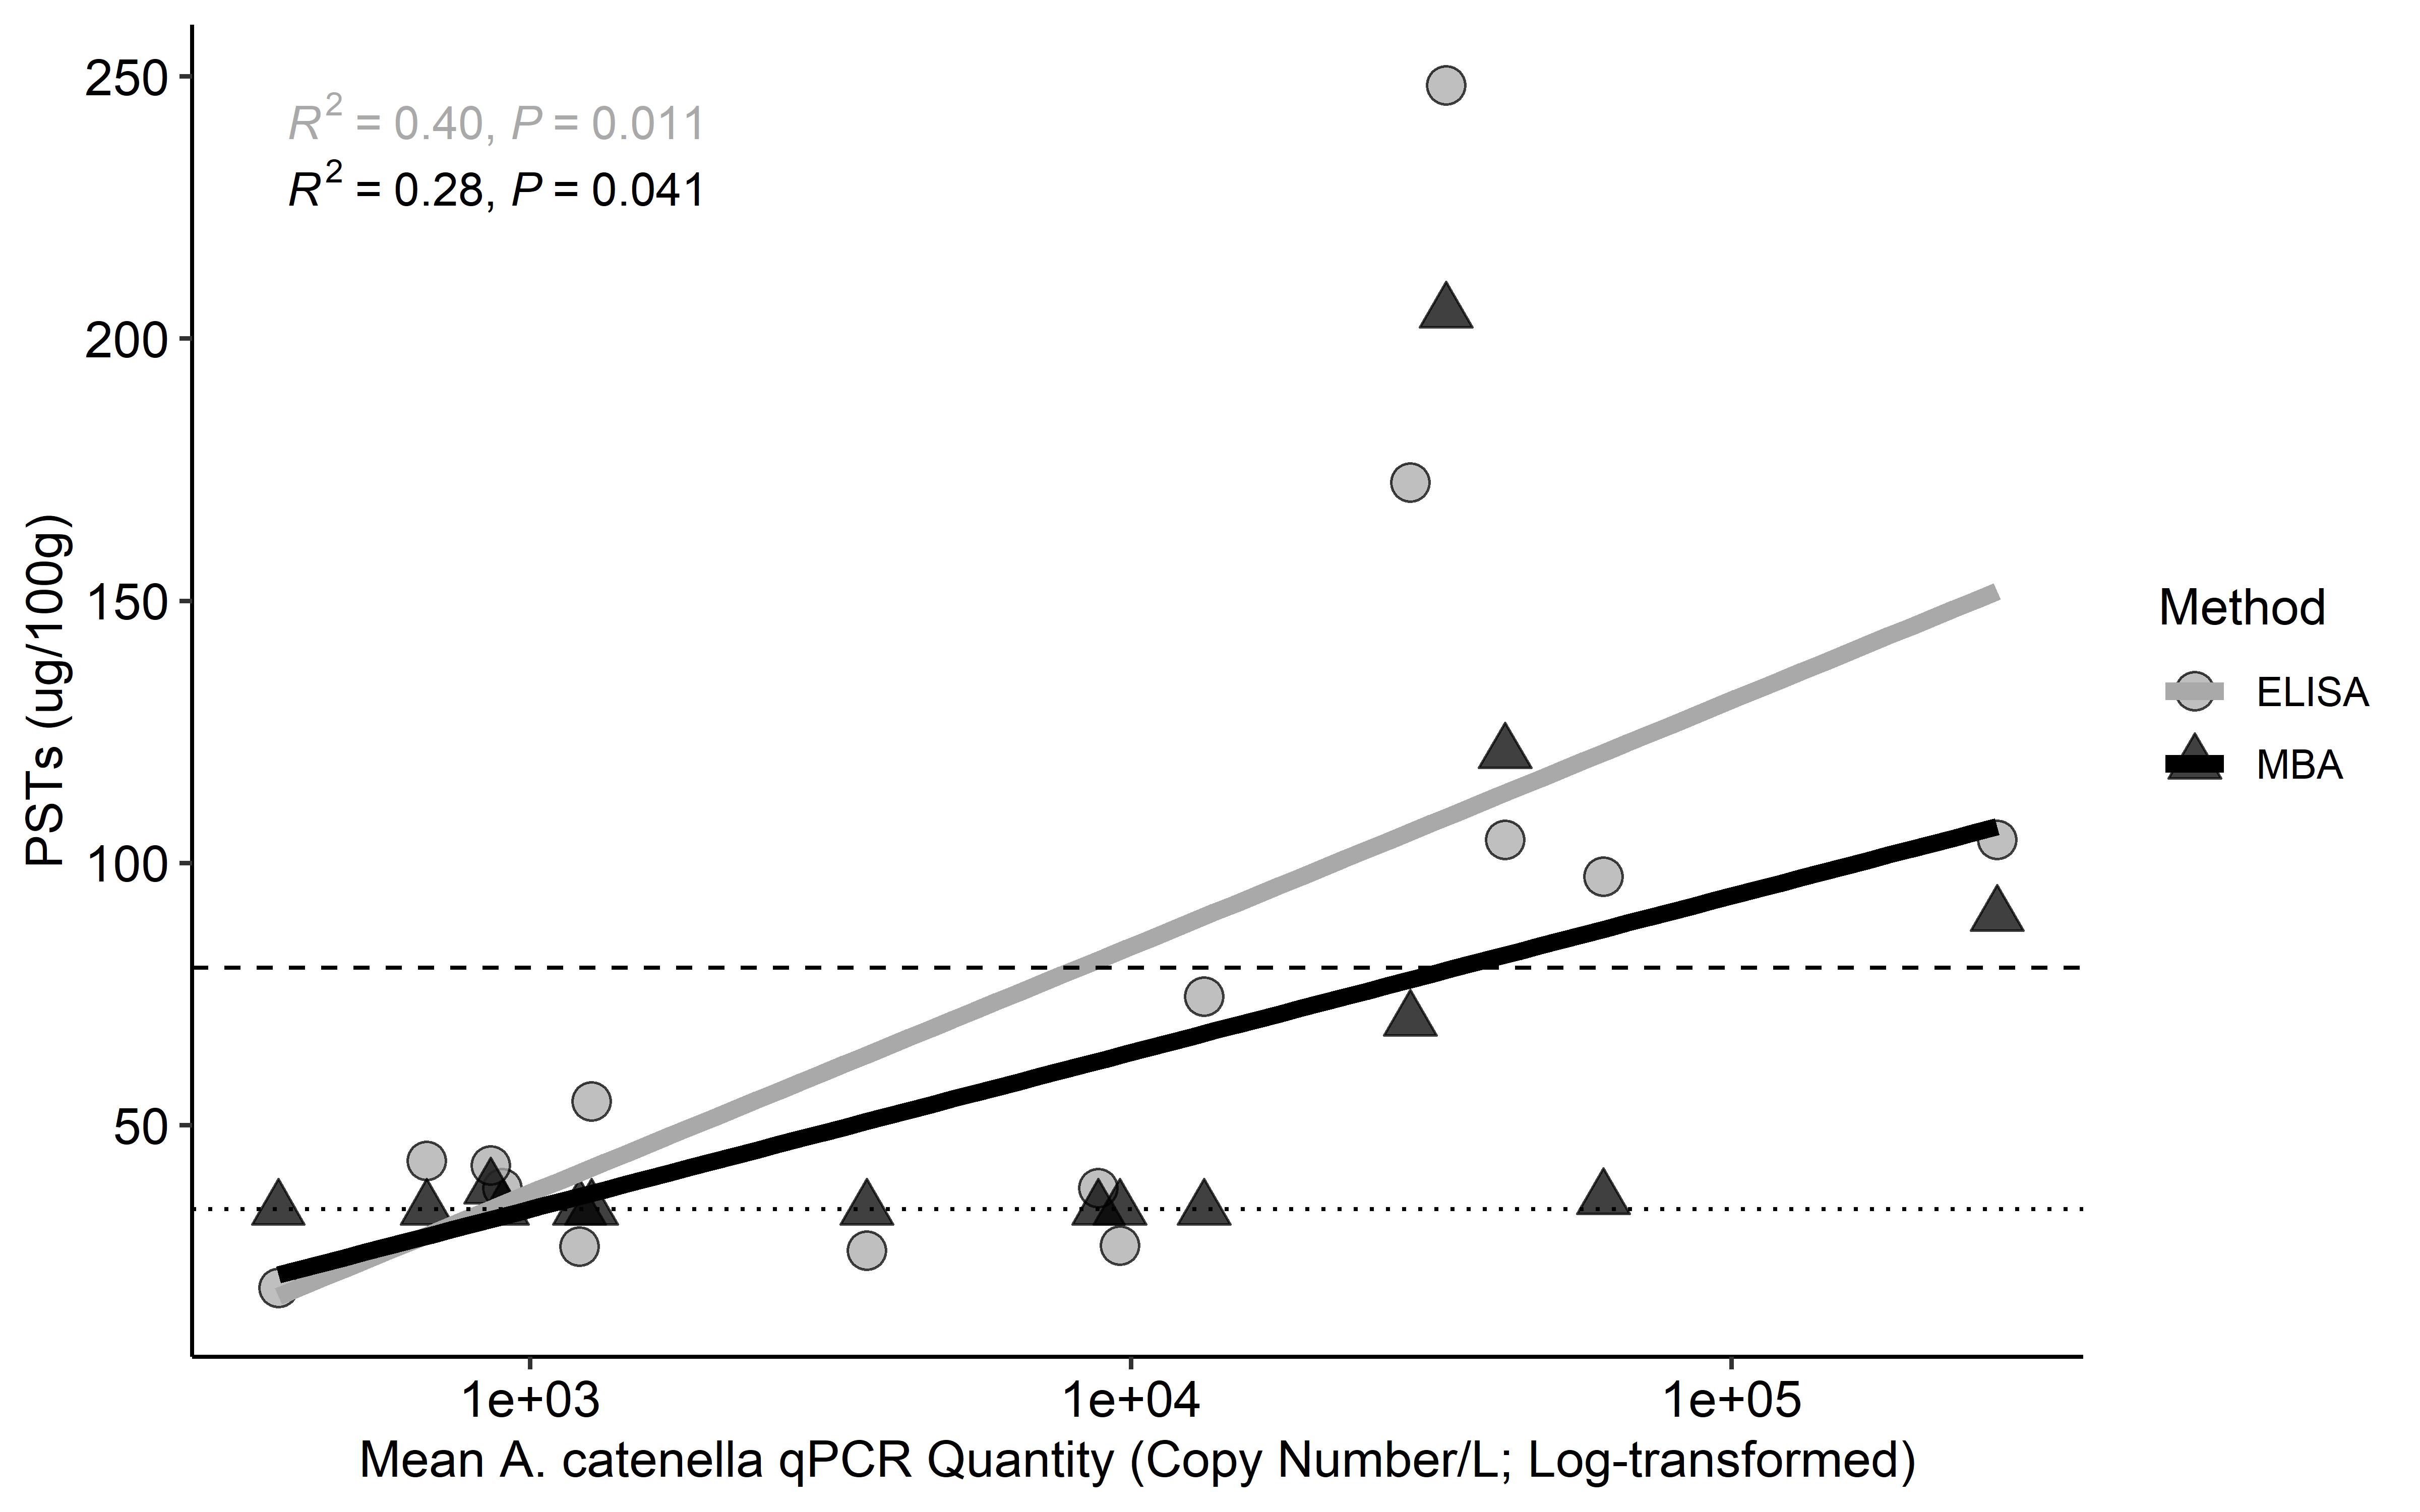 250
200
150
100
50
PSTs (ug/100g)
R² = 0.40, P = 0.011
R² = 0.28, P = 0.041
1e+03
1e+04
1e+05
Mean A. catenella qPCR Quantity (Copy Number/L; Log-transformed)
Method
ELISA
MBA